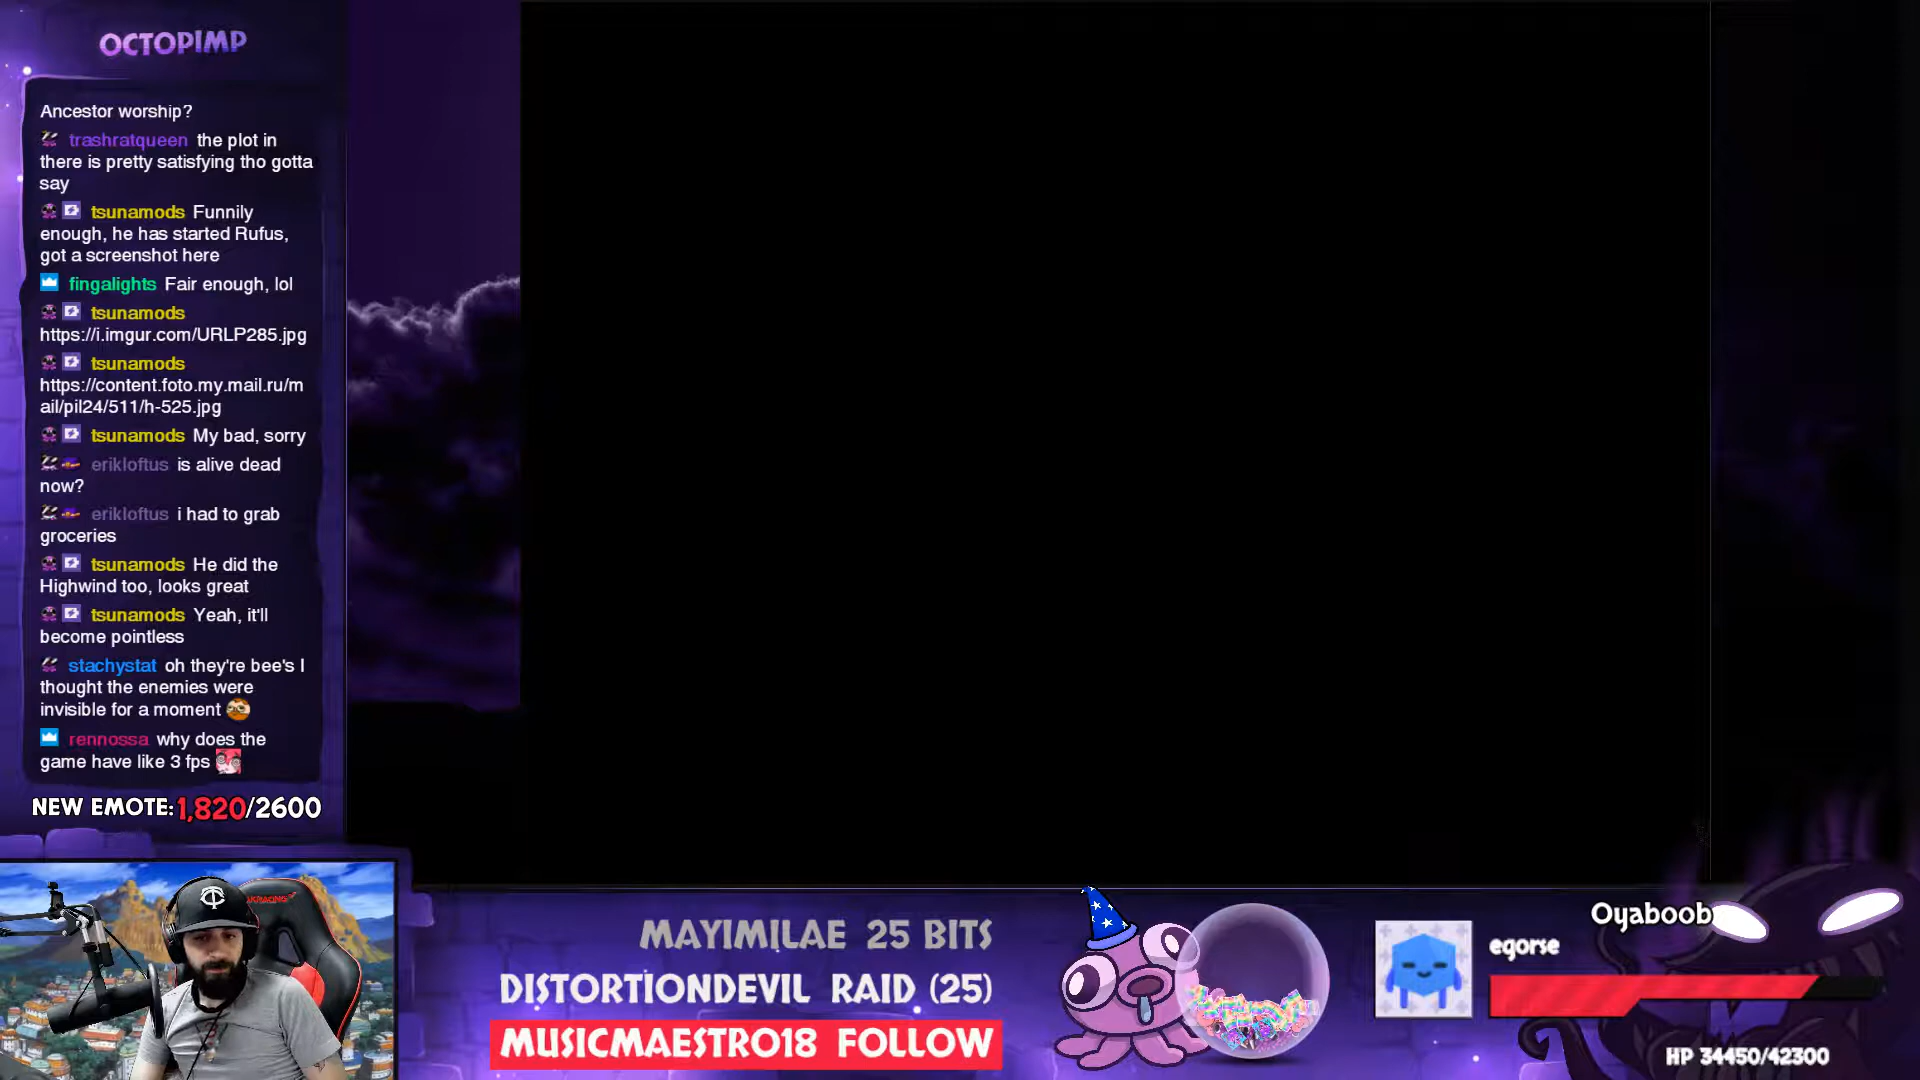 OCTOPIMP
Ancestor worship?
trashratqueen the plot in
there is pretty satisfying tho gotta
say
tsunamods Funnily
enough, he has started Rufus,
got a screenshot here
fingalights Fair enough, lol
tsunamods
https://i.imgur.com/URLP285.jpg
tsunamods
https://content.foto.my.mail.ru/m
ail/pil24/511/h-525.jpg
tsunamods My bad, sorry
erikloftus is alive dead
now?
erikloftus i had to grab
groceries
tsunamods He did the
Highwind too, looks great
tsunamods Yeah, it'll
become pointless
stachystat oh they're bee's I
thought the enemies were
invisible for a moment
rennossa why does the
game have like 3 fps
NEW EMOTE:1,820/2600
MAYIMILAE 25 BITS
DISTORTIONDEVIL RAID (25)
MUSICMAESTRO18 FOLLOW
Oyaboob
egorse
HP 34450/42300